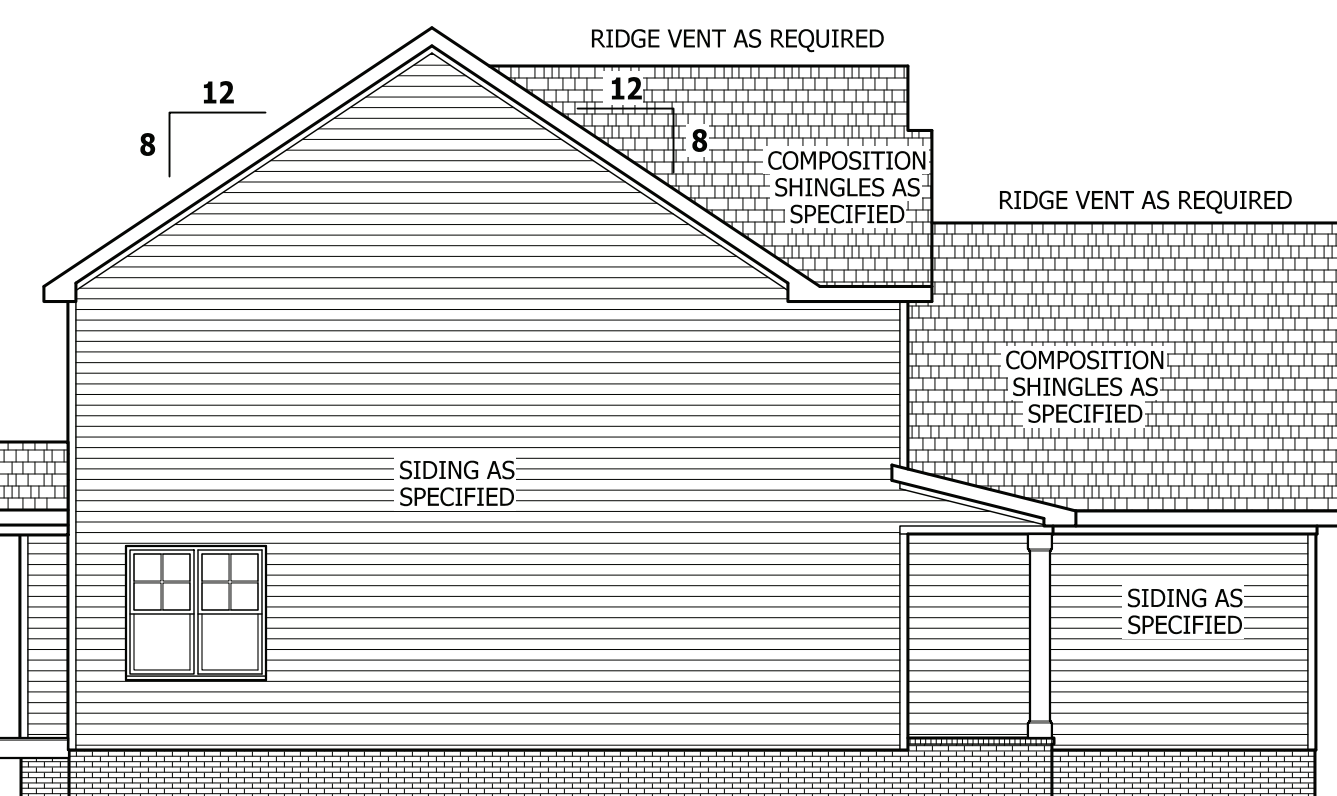 RIDGE VENT AS REQUIRED
12
8
12
8
COMPOSITION
SHINGLES AS
SPECIFIED
RIDGE VENT AS REQUIRED
COMPOSITION
SHINGLES AS
SPECIFIED
SIDING AS
SPECIFIED
SIDING AS
SPECIFIED